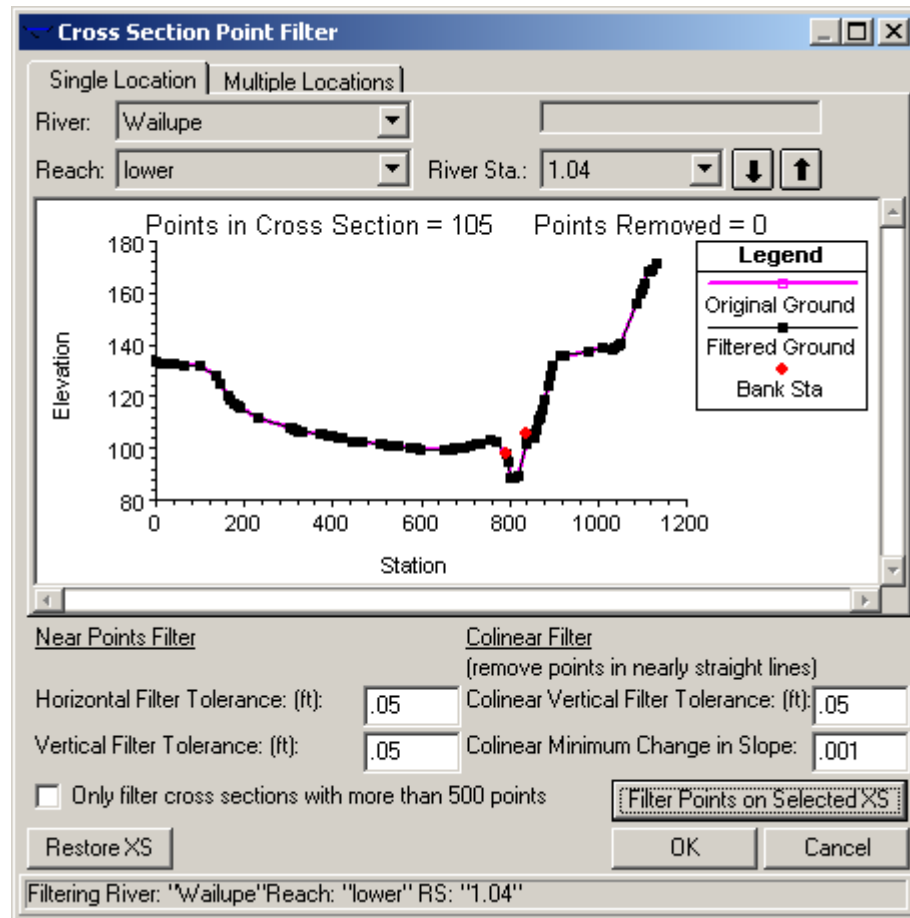 Cross Section Point Filter
Single Location Multiple Locations
River: Wailupe
Reach: lower River Sta.: 1.04
Points in Cross Section = 105 Points Removed = 0
180
160
140
120
100
80
Elevation
0 200 400 600 800 1000 1200
Station
Legend
Original Ground
Filtered Ground
Bank Sta
Near Points Filter Colinear Filter
(remove points in nearly straight lines)
Horizontal Filter Tolerance: (ft): .05 Colinear Vertical Filter Tolerance: (ft): .05
Vertical Filter Tolerance: (ft): .05 Colinear Minimum Change in Slope: .001
Only filter cross sections with more than 500 points Filter Points on Selected XS
Restore XS OK Cancel
Filtering River: "Wailupe"Reach: "lower" RS: "1.04"